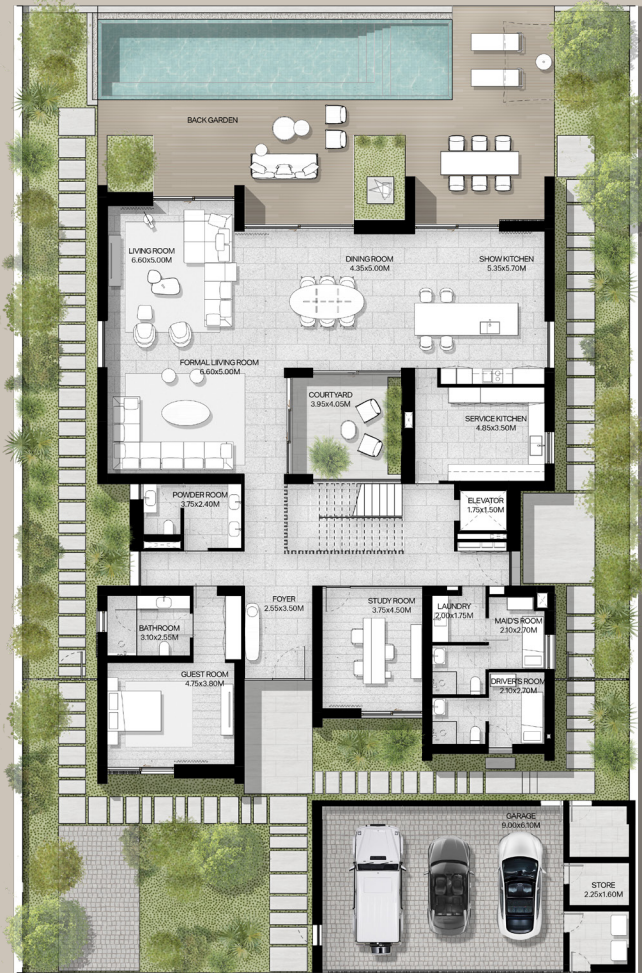 BACK GARDEN
LIVING ROOM
6.60x5.00M
DINING ROOM
4.35x5.00M
SHOW KITCHEN
5.35x5.70M
FORMAL LIIVING ROOM
6.60x5.00M
COURTYARD
3.95x4.05M
SERVICE KITCHEN
4.85x3.50M
POWDER ROOM
3.75x2.40M
ELEVATOR
1.75x1.50M
FOYER
2.55x3.50M
STUDY ROOM
3.75x4.50M
LAUNDRY
2.00x1.75M
MAID'S ROOM
2.10x2.70M
BATHROOM
3.10x2.55M
GUEST ROOM
4.75x3.80M
DRIVER'S ROOM
2.10x2.70M
GARAGE
9.00x6.10M
STORE
2.25x1.60M